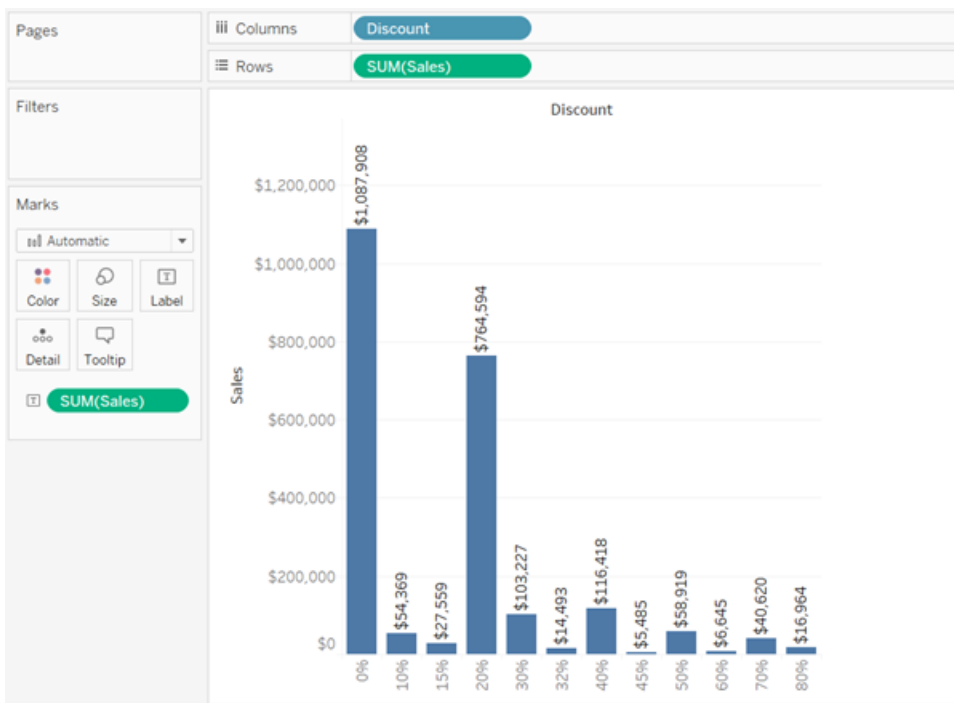 Pages
Columns
Discount
Rows
SUM(Sales)
Filters
Marks
Automatic
Color
Size
Label
Detail
Tooltip
SUM(Sales)
Discount
Sales
$1,200,000
$1,000,000
$800,000
$600,000
$400,000
$200,000
$0
$1,087,908
$54,369
$27,559
$764,594
$103,227
$14,493
$116,418
$5,485
$58,919
$6,645
$40,620
$16,964
0%
10%
15%
20%
30%
32%
40%
45%
50%
60%
70%
80%